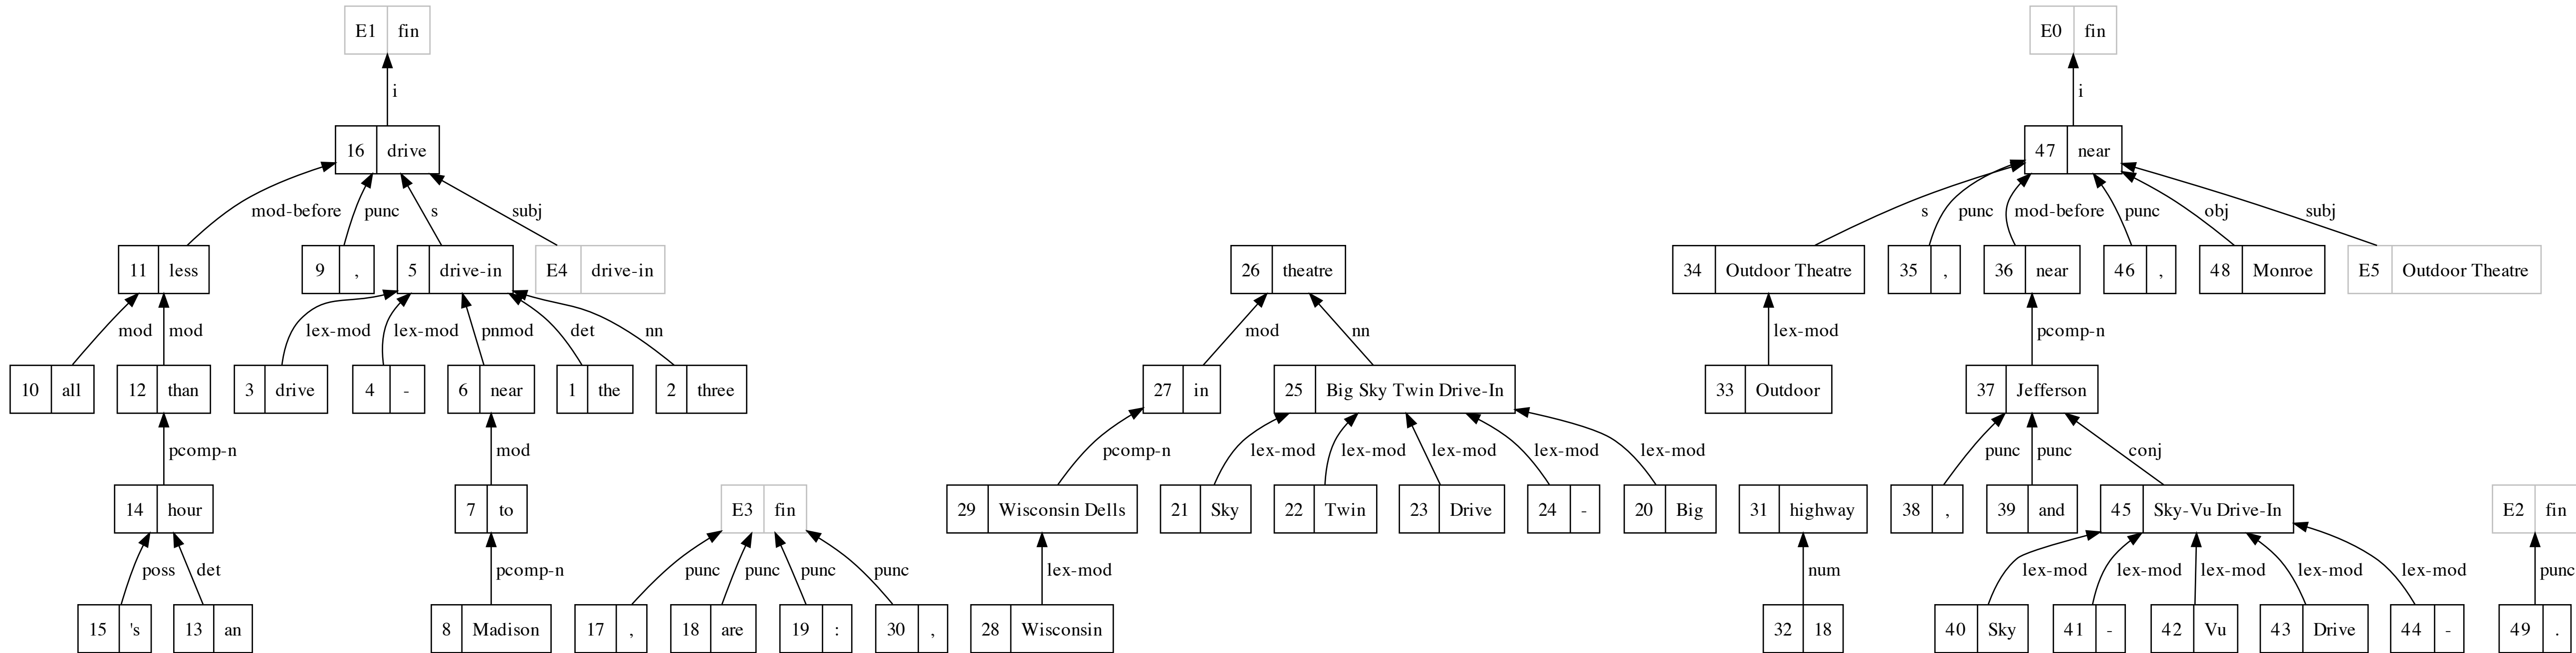 E1 fin E0 fin
i i
16 drive 47 near
mod-before punc s subj s punc mod-before punc obj subj
11 less 9 , 5 drive-in E4 drive-in 26 theatre 34 Outdoor Theatre 35 , 36 near 46 , 48 Monroe E5 Outdoor Theatre
mod mod lex-mod lex-mod pnmod det nn mod nn lex-mod pcomp-n
10 all 12 than 3 drive 4 - 6 near 1 the 2 three 27 in 25 Big Sky Twin Drive-In 33 Outdoor 37 Jefferson
pcomp-n mod pcomp-n lex-mod lex-mod lex-mod lex-mod lex-mod punc punc conj
14 hour 7 to E3 fin 29 Wisconsin Dells 21 Sky 22 Twin 23 Drive 24 - 20 Big 31 highway 38 , 39 and 45 Sky-Vu Drive-In E2 fin
poss det pcomp-n punc punc punc punc lex-mod num lex-mod lex-mod lex-mod lex-mod lex-mod punc
15 's 13 an 8 Madison 17 , 18 are 19 : 30 , 28 Wisconsin 32 18 40 Sky 41 - 42 Vu 43 Drive 44 - 49 .